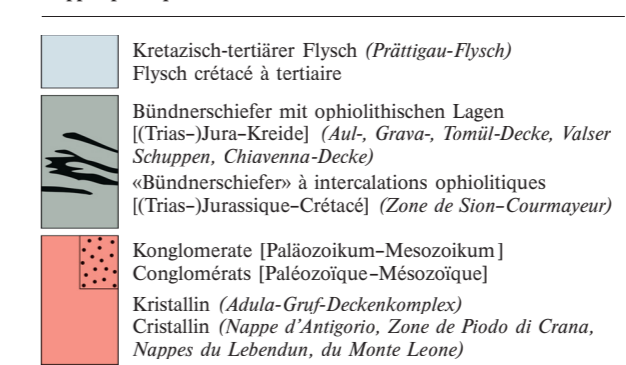 Kretazisch-tertiärer Flysch (Prättigau-Flysch)
Flysch crétacé à tertiaire
Bündnerschiefer mit ophiolithischen Lagen
[(Trias–)Jura–Kreide] (Aul-, Grava-, Tomül-Decke, Valser
Schuppen, Chiavenna-Decke)
«Bündnerschiefer» à intercalations ophiolitiques
[(Trias–)Jurassique–Crétacé] (Zone de Sion–Courmayeur)
Konglomerate [Paläozoikum–Mesozoikum]
Conglomérats [Paléozoïque–Mésozoïque]
Kristallin (Adula-Gruf-Deckenkomplex)
Cristallin (Nappe d'Antigorio, Zone de Piodo di Crana,
Nappes du Lebendun, du Monte Leone)